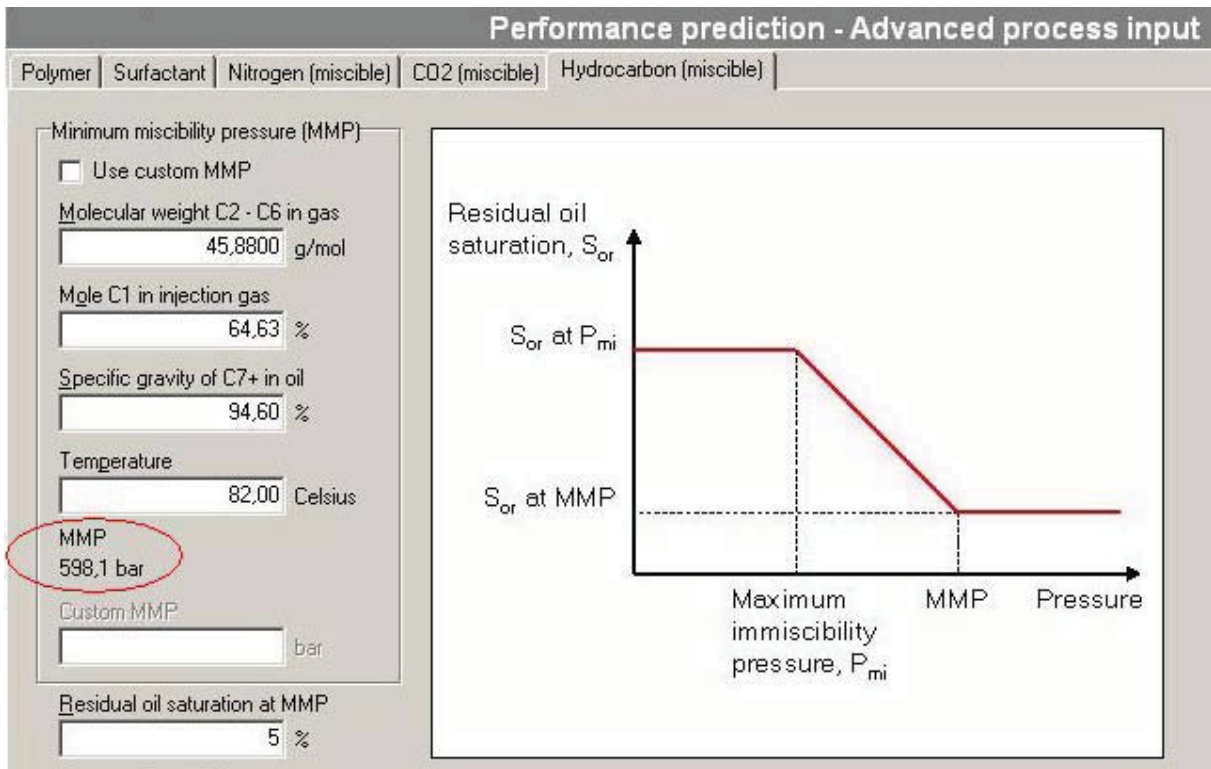 Performance prediction - Advanced process input
Polymer Surfactant Nitrogen (miscible) CO2 (miscible) Hydrocarbon (miscible)
Minimum miscibility pressure (MMP)
Use custom MMP
Molecular weight C2 - C6 in gas
45,8800 g/mol
Mole C1 in injection gas
64,63 %
Specific gravity of C7+ in oil
94,60 %
Temperature
82,00 Celsius
MMP
598,1 bar
Custom MMP
bar
Residual oil saturation at MMP
5 %
Residual oil
saturation, Sor
Sor at Pmi
Sor at MMP
Maximum
immiscibility
pressure, Pmi
MMP
Pressure